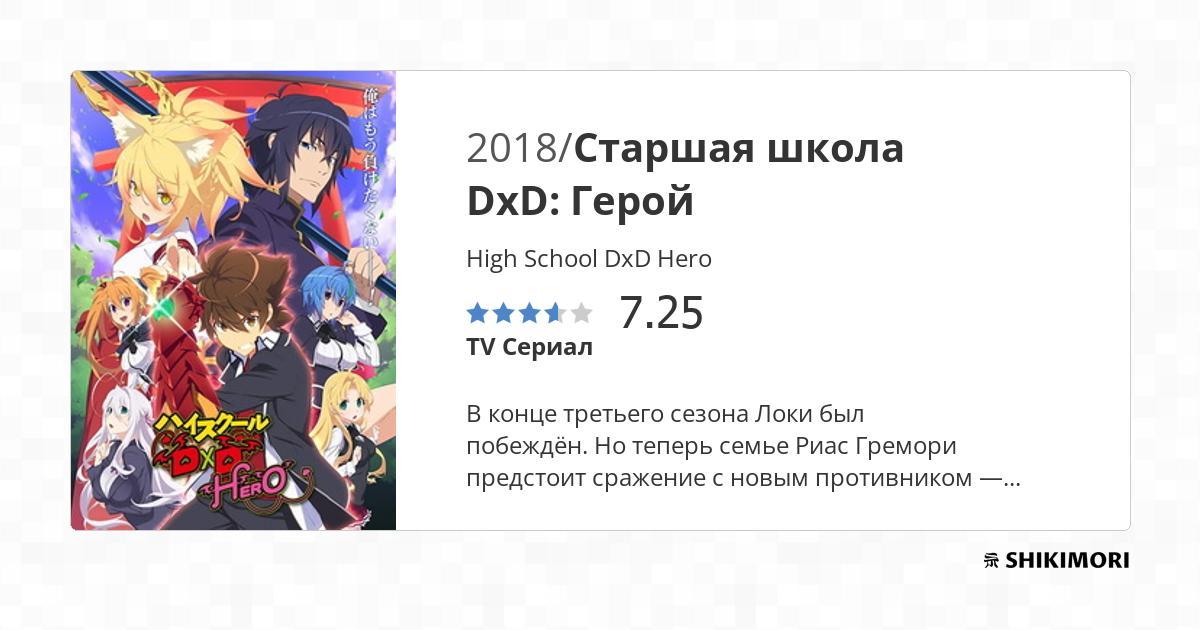 俺はもう負けたくない
ハイスクール
DxD
HERO
2018/Старшая школа
DxD: Герой
High School DxD Hero
7.25
TV Сериал
В конце третьего сезона Локи был
побеждён. Но теперь семье Риас Гремори
предстоит сражение с новым противником —...
SHIKIMORI